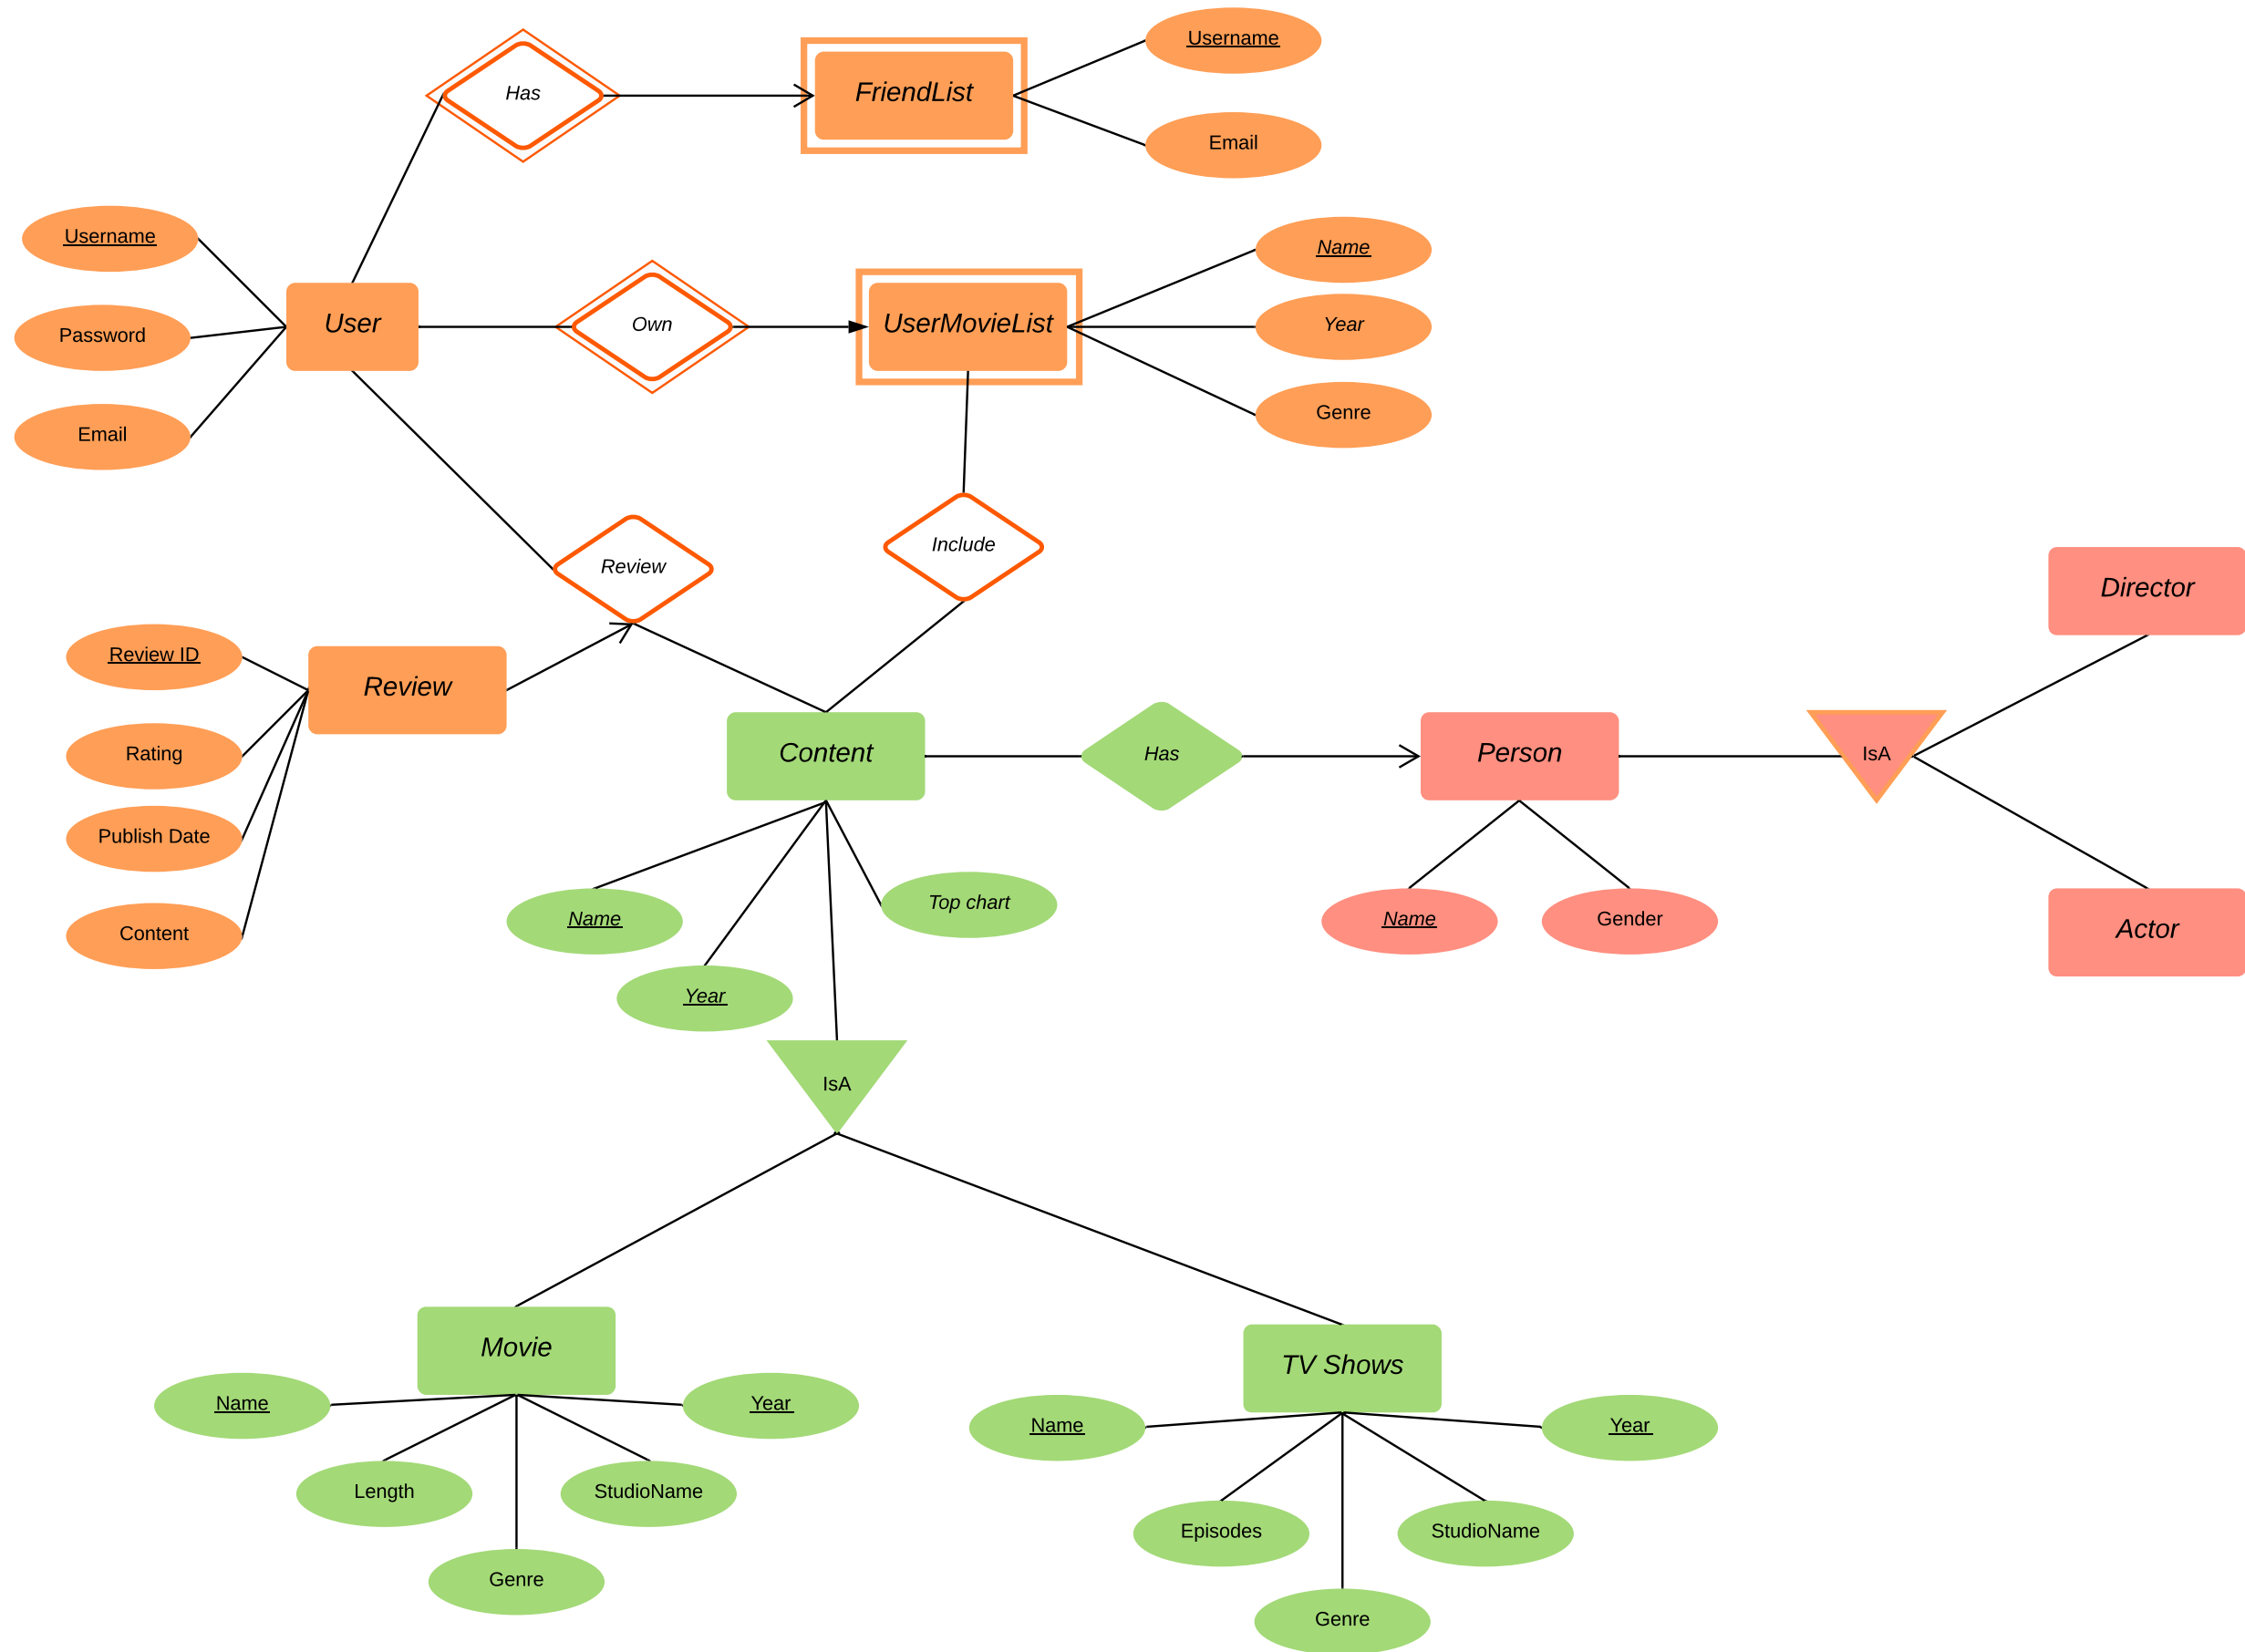 Username
Has
FriendList
Email
Username
Name
Password
User
Own
UserMovieList
Year
Email
Genre
Include
Review
Director
Review ID
Review
Rating
Content
Has
Person
IsA
Publish Date
Top chart
Content
Name
Name
Gender
Actor
Year
IsA
Movie
TV Shows
Name
Year
Name
Year
Length
StudioName
Episodes
StudioName
Genre
Genre